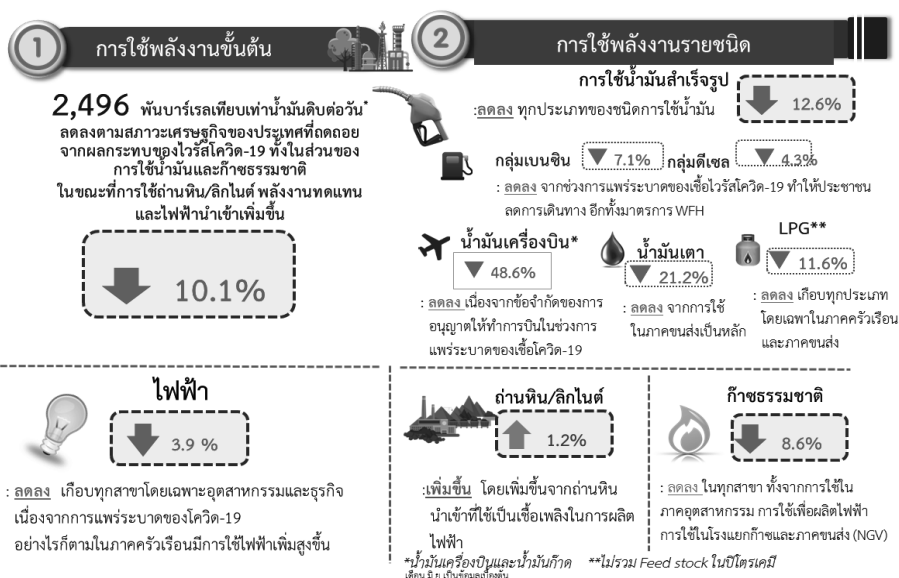 1
การใช้พลังงานขั้นต้น
2,496 พันบาร์เรลเทียบเท่าน้ำมันดิบต่อวัน*
ลดลงตามสภาวะเศรษฐกิจของประเทศที่ถดถอย
จากผลกระทบของไวรัสโควิด-19 ทั้งในส่วนของ
การใช้น้ำมันและก๊าซธรรมชาติ
ในขณะที่การใช้ถ่านหิน/ลิกไนต์ พลังงานทดแทน
และไฟฟ้านำเข้าเพิ่มขึ้น
10.1%
2
การใช้พลังงานรายชนิด
การใช้น้ำมันสำเร็จรูป
12.6%
:ลดลง ทุกประเภทของชนิดการใช้น้ำมัน
กลุ่มเบนซิน 7.1% กลุ่มดีเซล 4.3%
: ลดลง จากช่วงการแพร่ระบาดของเชื้อไวรัสโควิด-19 ทำให้ประชาชน
ลดการเดินทาง อีกทั้งมาตรการ WFH
น้ำมันเครื่องบิน*
48.6%
: ลดลง เนื่องจากข้อจำกัดของการ
อนุญาตให้ทำการบินในช่วงการ
แพร่ระบาดของเชื้อโควิด-19
น้ำมันเตา
21.2%
: ลดลง จากการใช้
ในภาคขนส่งเป็นหลัก
LPG**
11.6%
: ลดลง เกือบทุกประเภท
โดยเฉพาในภาคครัวเรือน
และภาคขนส่ง
ไฟฟ้า
3.9 %
: ลดลง เกือบทุกสาขาโดยเฉพาะอุตสาหกรรมและธุรกิจ
เนื่องจากการแพร่ระบาดของโควิด-19
อย่างไรก็ตามในภาคครัวเรือนมีการใช้ไฟฟ้าเพิ่มสูงขึ้น
ถ่านหิน/ลิกไนต์
1.2%
:เพิ่มขึ้น โดยเพิ่มขึ้นจากถ่านหิน
นำเข้าที่ใช้เป็นเชื้อเพลิงในการผลิต
ไฟฟ้า
ก๊าซธรรมชาติ
8.6%
: ลดลง ในทุกสาขา ทั้งจากการใช้ใน
ภาคอุตสาหกรรม การใช้เพื่อผลิตไฟฟ้า
การใช้ในโรงแยกก๊าซและภาคขนส่ง (NGV)
*น้ำมันเครื่องบินและน้ำมันก๊าด **ไม่รวม Feed stock ในปิโตรเคมี
เดือน มิ.ย. เป็นข้อมูลเบื้องต้น